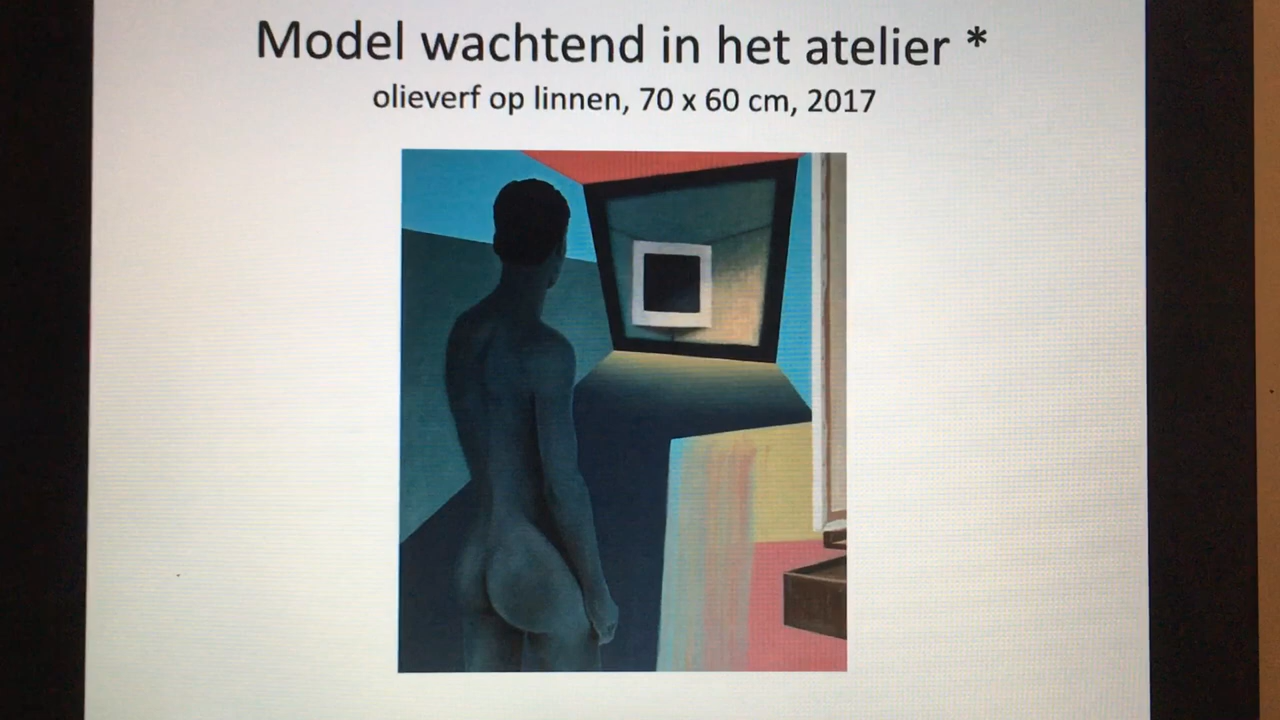 Model wachtend in het atelier *
olieverf op linnen, 70 x 60 cm, 2017